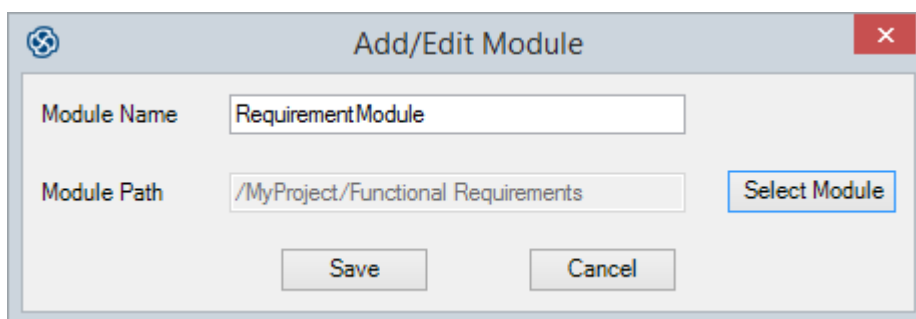 Add/Edit Module
Module Name RequirementModule
Module Path /MyProject/Functional Requirements Select Module
Save Cancel